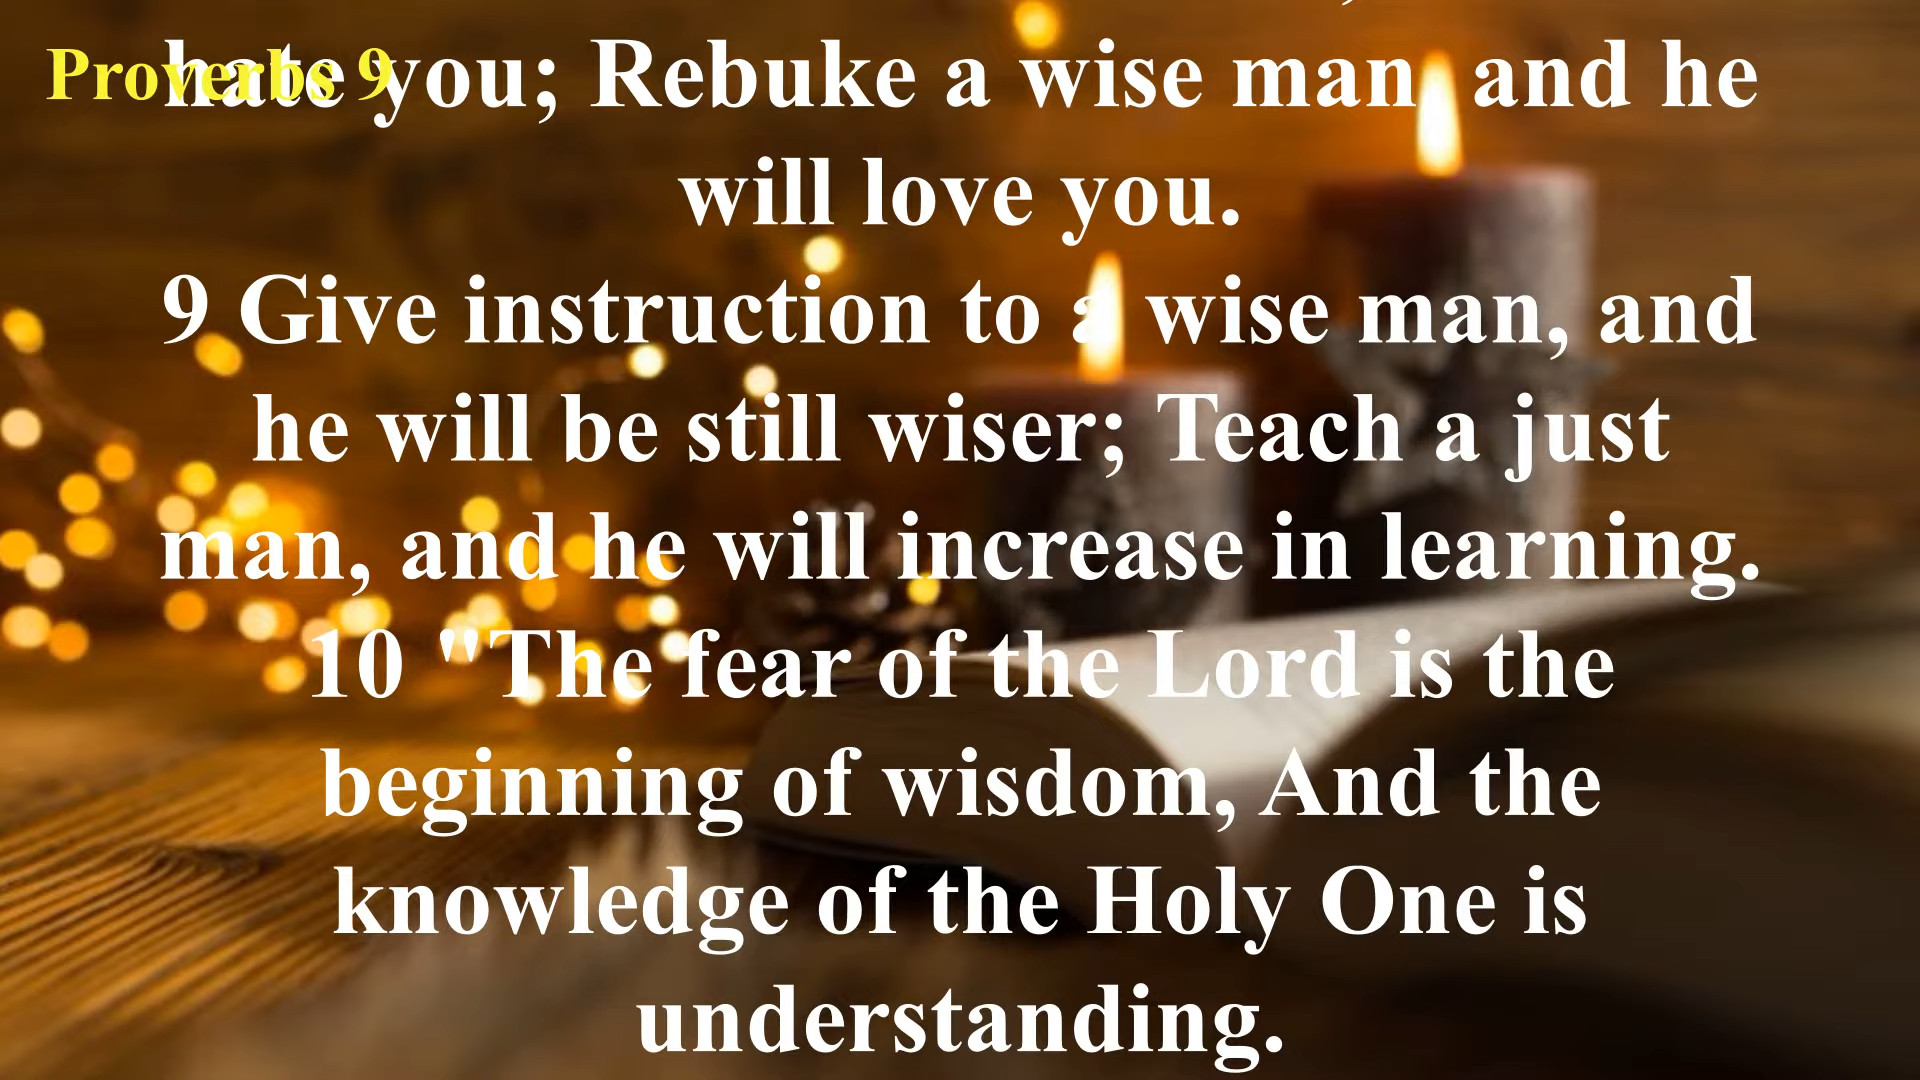 Proverbs 9
hate you; Rebuke a wise man, and he
will love you.
9 Give instruction to a wise man, and
he will be still wiser; Teach a just
man, and he will increase in learning.
10 "The fear of the Lord is the
beginning of wisdom, And the
knowledge of the Holy One is
understanding.